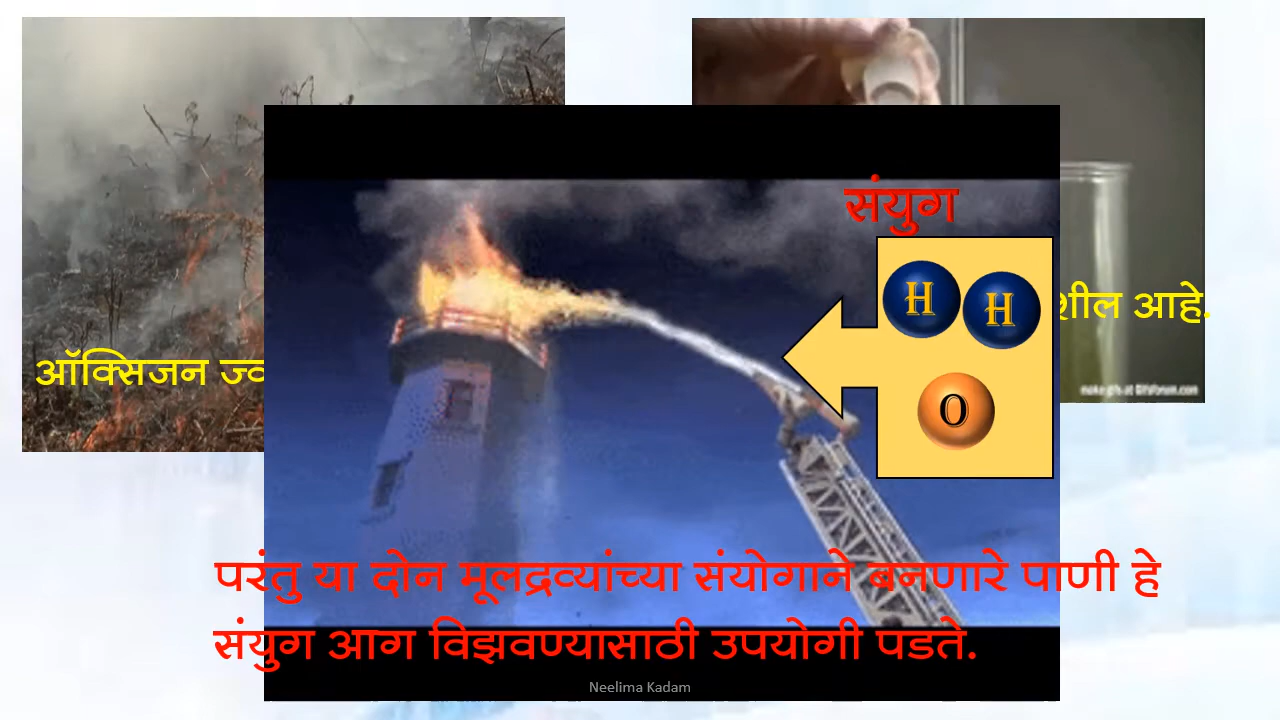 संयुग
H H
O
शील आहे.
ऑक्सिजन
परंतु या दोन मूलद्रव्यांच्या संयोगाने बनणारे पाणी हे
संयुग आग विझवण्यासाठी उपयोगी पडते.
Neelima Kadam